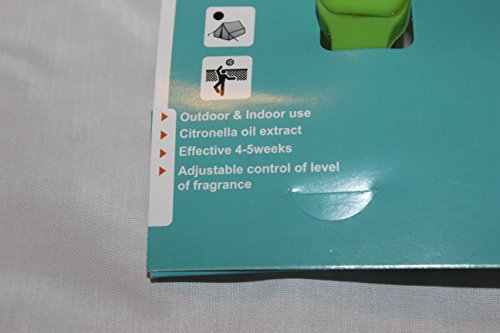 Outdoor & Indoor use
Citronella oil extract
Effective 4-5weeks
Adjustable control of level
of fragrance